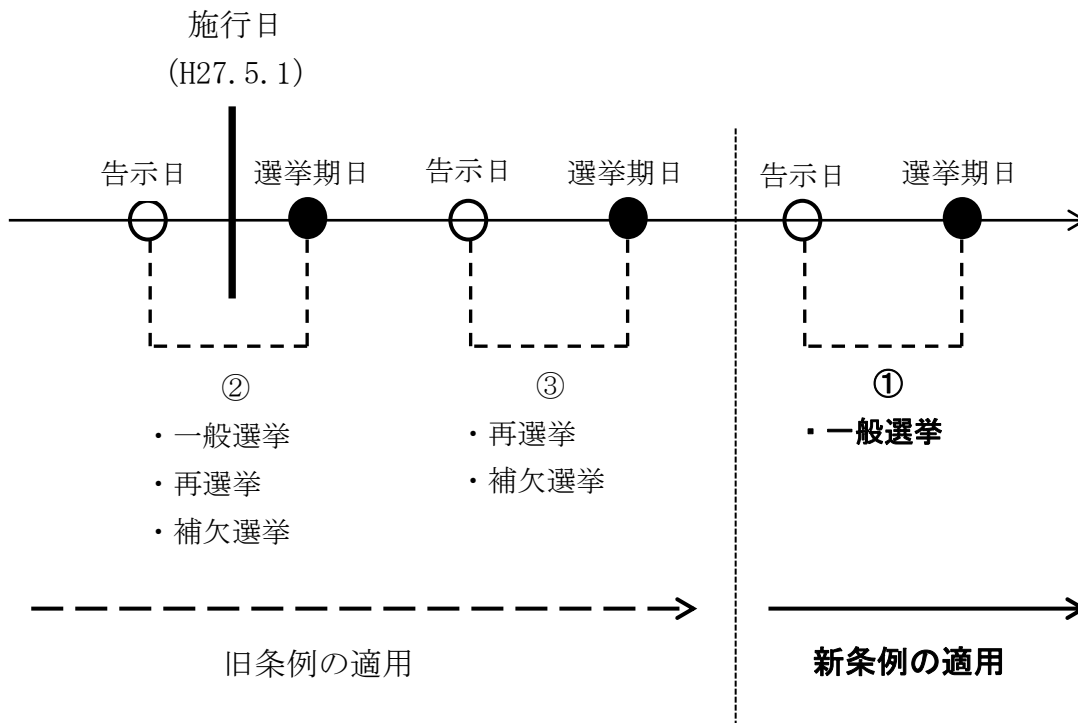 施行日
(H27.5.1)
告示日
選挙期日
告示日
選挙期日
告示日
選挙期日
②
・一般選挙
・再選挙
・補欠選挙
③
・再選挙
・補欠選挙
①
・一般選挙
旧条例の適用
新条例の適用